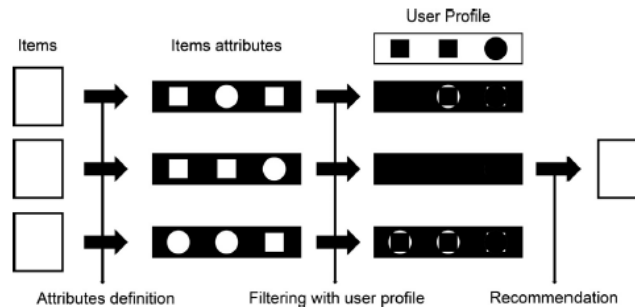 User Profile
Items
Items attributes
Attributes definition
Filtering with user profile
Recommendation